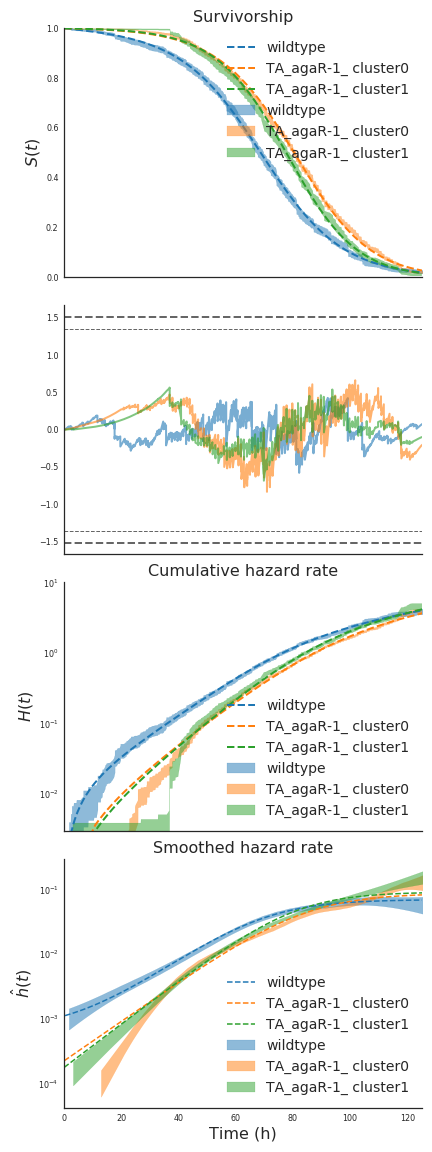 Survivorship
1.0
0.8
0.6
0.4
0.2
0.0
S(t)
wildtype
TA_agaR-1_ cluster0
TA_agaR-1_ cluster1
wildtype
TA_agaR-1_ cluster0
TA_agaR-1_ cluster1
1.5
1.0
0.5
0.0
−0.5
−1.0
−1.5
Cumulative hazard rate
10¹
10⁰
10⁻¹
10⁻²
H(t)
wildtype
TA_agaR-1_ cluster0
TA_agaR-1_ cluster1
wildtype
TA_agaR-1_ cluster0
TA_agaR-1_ cluster1
Smoothed hazard rate
10⁻¹
10⁻²
10⁻³
10⁻⁴
ĥ(t)
wildtype
TA_agaR-1_ cluster0
TA_agaR-1_ cluster1
wildtype
TA_agaR-1_ cluster0
TA_agaR-1_ cluster1
0 20 40 60 80 100 120
Time (h)